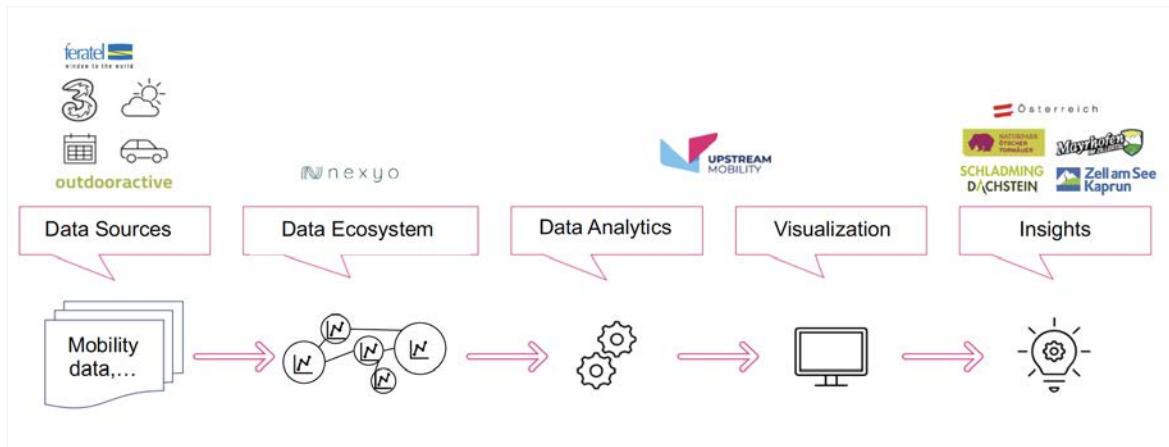 feratel
window to the world
3
outdooractive
nexyo
UPSTREAM
MOBILITY
Österreich
NATURPARK
ÖTSCHER
TORMÄUER
Mayrhofen
SCHLADMING
DACHSTEIN
Zell am See
Kaprun
Data Sources
Data Ecosystem
Data Analytics
Visualization
Insights
Mobility
data,...